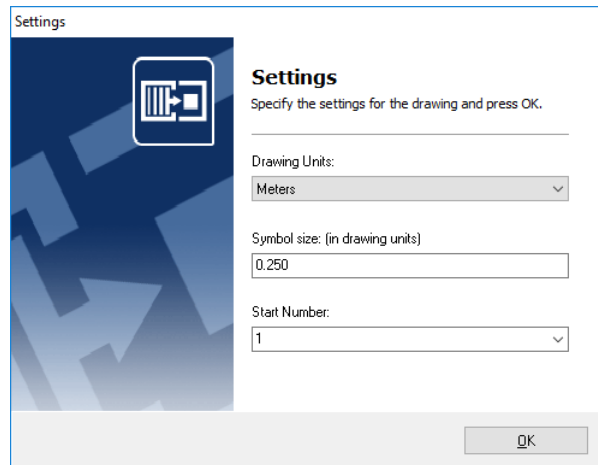 Settings
Settings
Specify the settings for the drawing and press OK.
Drawing Units:
Meters
Symbol size: (in drawing units)
0.250
Start Number:
1
OK